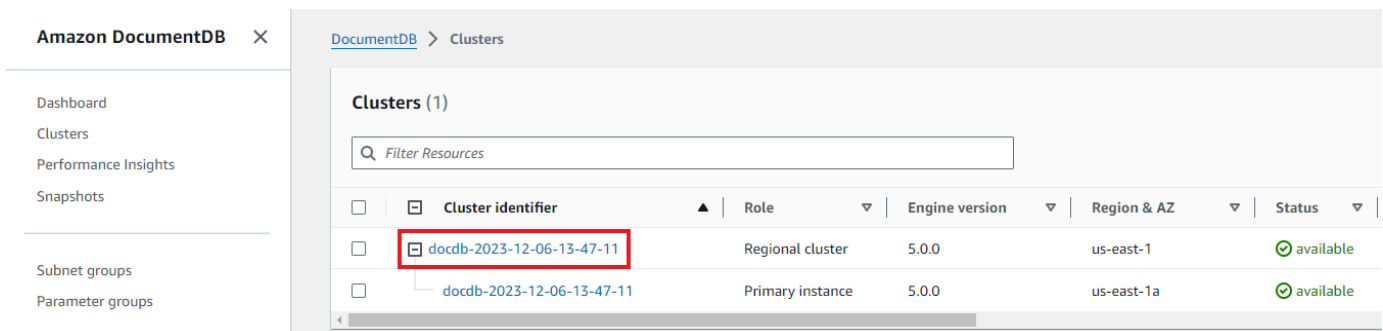 Amazon DocumentDB
Dashboard
Clusters
Performance Insights
Snapshots
Subnet groups
Parameter groups
DocumentDB > Clusters
Clusters (1)
Filter Resources
Cluster identifier Role Engine version Region & AZ Status
docdb-2023-12-06-13-47-11 Regional cluster 5.0.0 us-east-1 available
docdb-2023-12-06-13-47-11 Primary instance 5.0.0 us-east-1a available